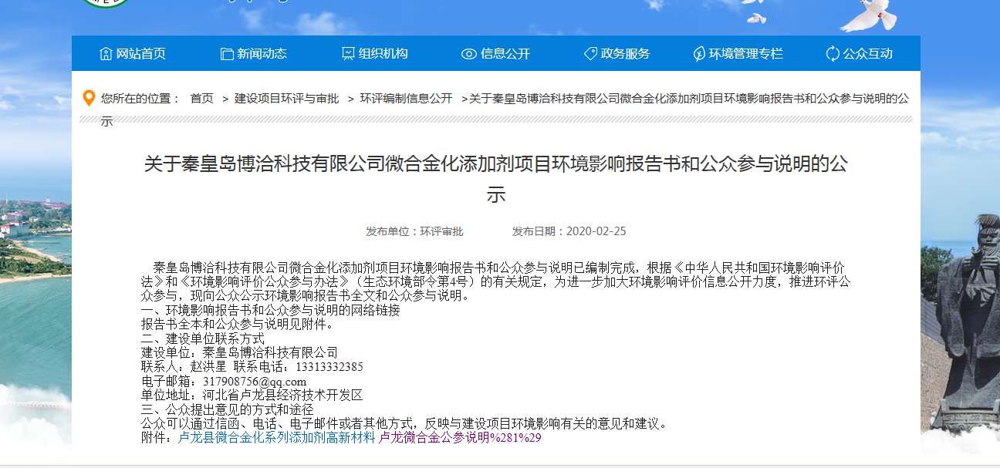 网站首页 新闻动态 组织机构 信息公开 政务服务 环境管理专栏 公众互动
您所在的位置： 首页 > 建设项目环评与审批 > 环评编制信息公开 >关于秦皇岛博洽科技有限公司微合金化添加剂项目环境影响报告书和公众参与说明的公
示
关于秦皇岛博洽科技有限公司微合金化添加剂项目环境影响报告书和公众参与说明的公
示
发布单位：环评审批 发布日期：2020-02-25
秦皇岛博洽科技有限公司微合金化添加剂项目环境影响报告书和公众参与说明已编制完成，根据《中华人民共和国环境影响评价
法》和《环境影响评价公众参与办法》（生态环境部令第4号）的有关规定，为进一步加大环境影响评价信息公开力度，推进环评公
众参与，现向公众公示环境影响报告书全文和公众参与说明。
一、环境影响报告书和公众参与说明的网络链接
报告书全本和公众参与说明见附件。
二、建设单位联系方式
建设单位：秦皇岛博洽科技有限公司
联系人：赵洪星 联系电话：13313332385
电子邮箱：317908756@qq.com
单位地址：河北省卢龙县经济技术开发区
三、公众提出意见的方式和途径
公众可以通过信函、电话、电子邮件或者其他方式，反映与建设项目环境影响有关的意见和建议。
附件：卢龙县微合金化系列添加剂高新材料 卢龙微合金公参说明%281%29